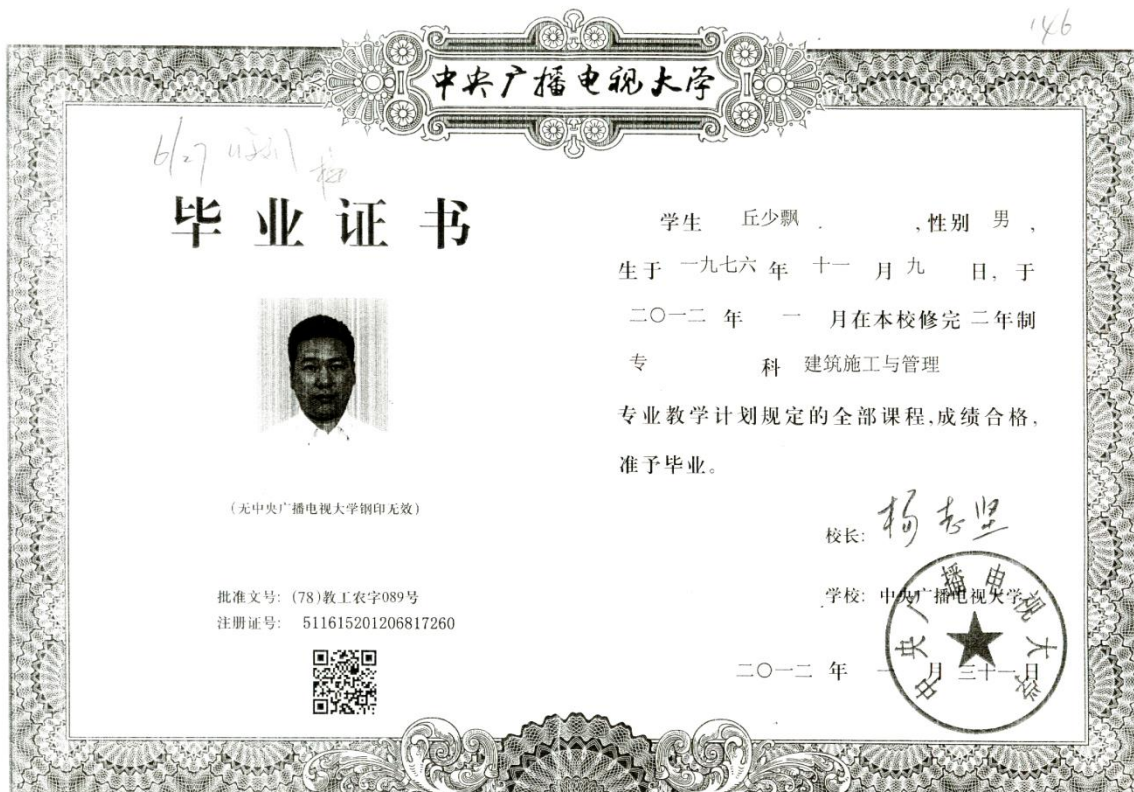 146
中央广播电视大学
6/27
毕业证书
(无中央广播电视大学钢印无效)
批准文号: (78)教工农字089号
注册证号: 511615201206817260
学生 丘少飘 . ,性别 男 ,
生于 一九七六 年 十一 月 九 日, 于
二〇一二 年 一 月在本校修完 二年制
专 科 建筑施工与管理
专业教学计划规定的全部课程,成绩合格,
准予毕业。
校长: 杨志坚
学校: 中央广播电视大学
二〇一二 年 一 月 三十一 日
中央广播电视大学